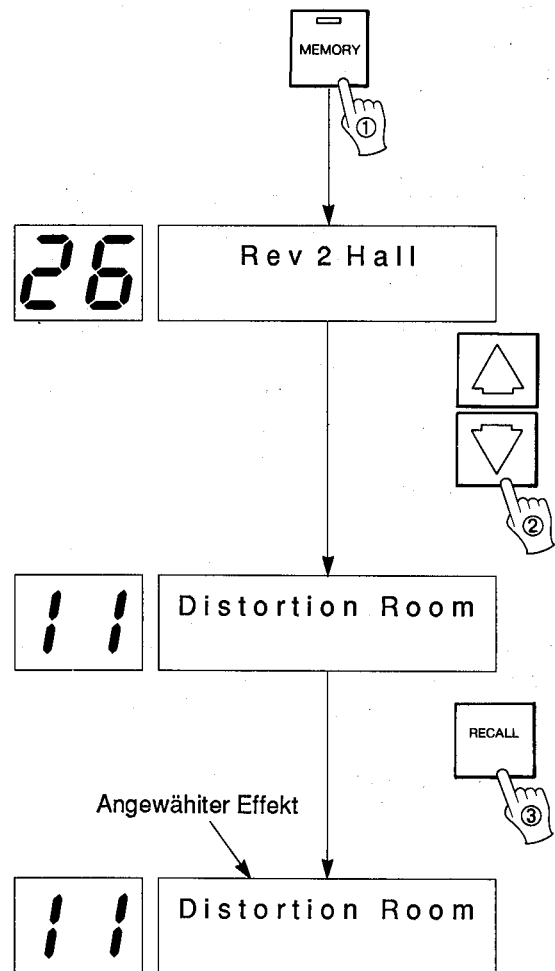 MEMORY
①
26 Rev 2 Hall
②
11 Distortion Room
RECALL
③
Angewähiter Effekt
11 Distortion Room